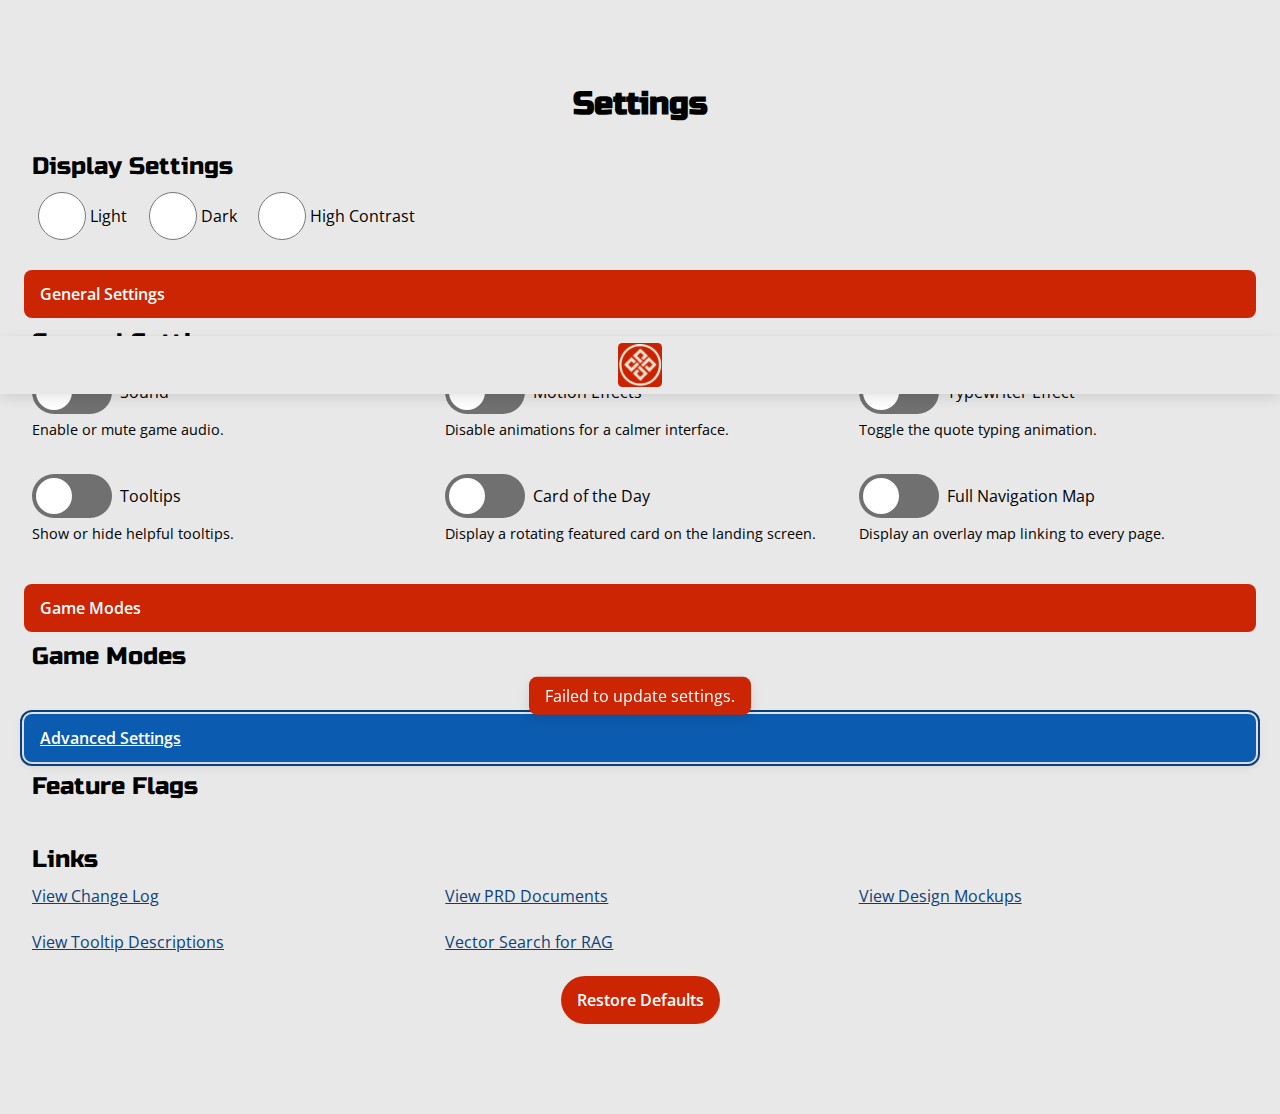 Settings
Display Settings
Light Dark High Contrast
General Settings
Sound Motion Effects Typewriter Effect
Enable or mute game audio. Disable animations for a calmer interface. Toggle the quote typing animation.
Tooltips Card of the Day Full Navigation Map
Show or hide helpful tooltips. Display a rotating featured card on the landing screen. Display an overlay map linking to every page.
Game Modes
Game Modes
Failed to update settings.
Advanced Settings
Feature Flags
Links
View Change Log View PRD Documents View Design Mockups
View Tooltip Descriptions Vector Search for RAG
Restore Defaults